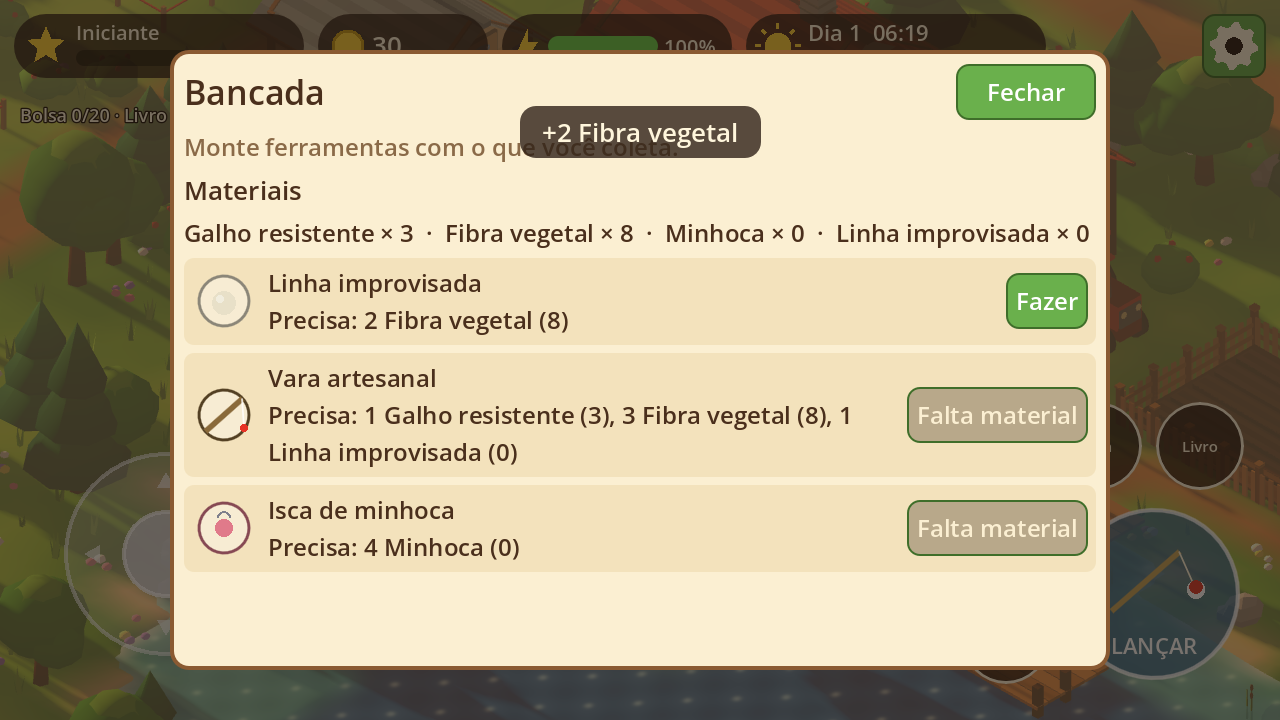 Iniciante
30
100%
Dia 1 06:19
Bolsa 0/20 · Livro
Bancada
Fechar
+2 Fibra vegetal
Monte ferramentas com o que você coleta.
Materiais
Galho resistente × 3 · Fibra vegetal × 8 · Minhoca × 0 · Linha improvisada × 0
Linha improvisada
Precisa: 2 Fibra vegetal (8)
Fazer
Vara artesanal
Precisa: 1 Galho resistente (3), 3 Fibra vegetal (8), 1
Linha improvisada (0)
Falta material
Livro
Isca de minhoca
Precisa: 4 Minhoca (0)
Falta material
LANÇAR